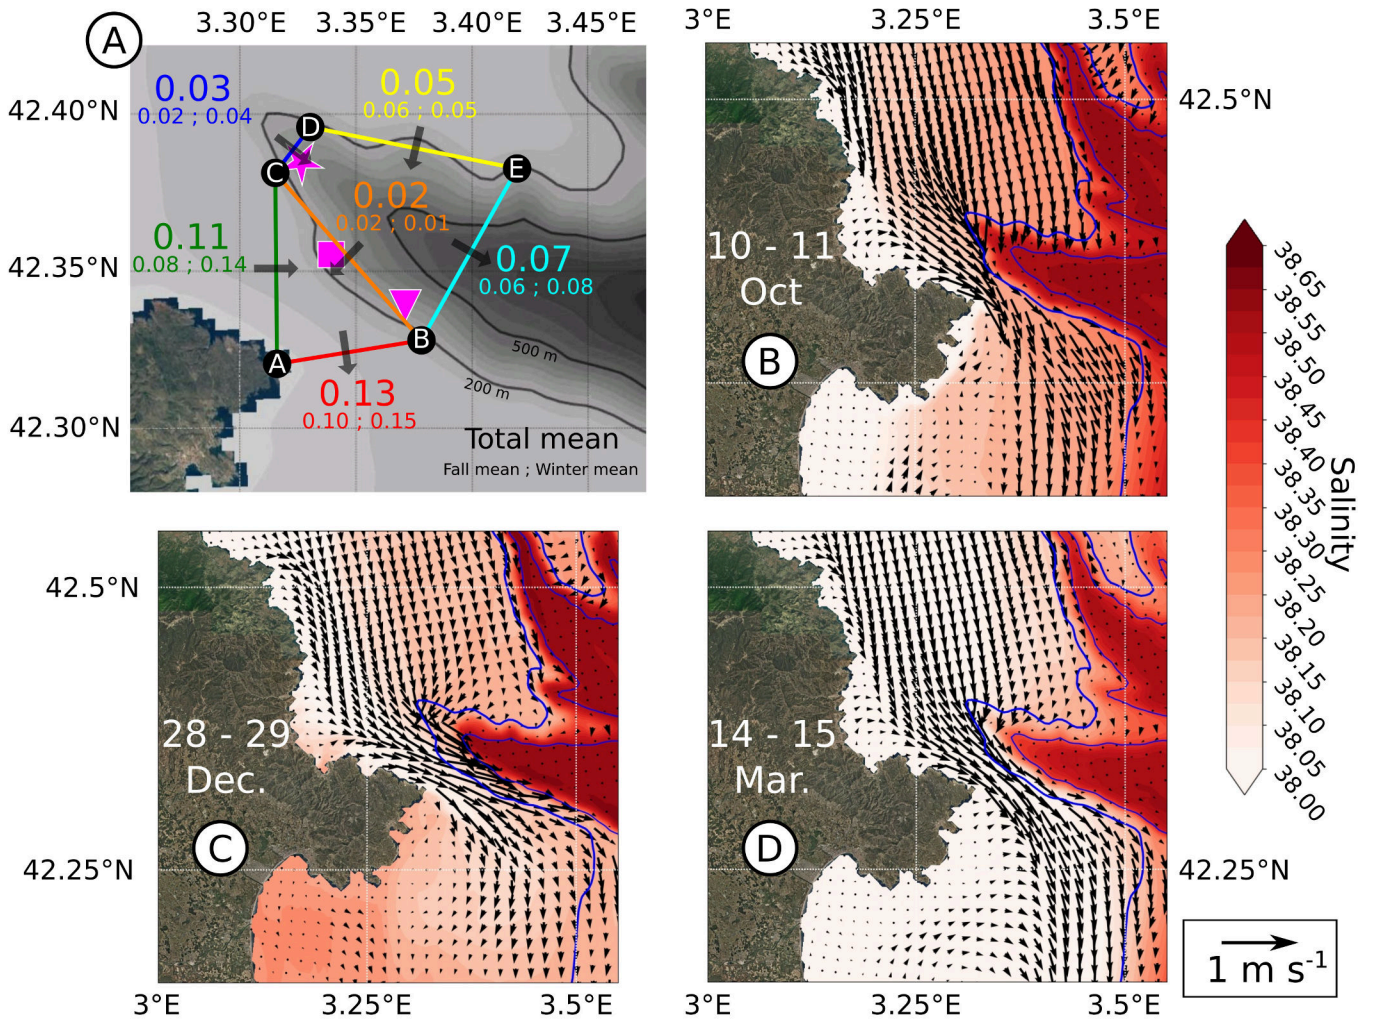 A
3.30°E 3.35°E 3.40°E 3.45°E
42.40°N
42.35°N
42.30°N
0.03
0.02 ; 0.04
0.05
0.06 ; 0.05
D
C
E
0.02
0.02 ; 0.01
0.11
0.08 ; 0.14
0.07
0.06 ; 0.08
B
A
500 m
200 m
0.13
0.10 ; 0.15
Total mean
Fall mean ; Winter mean
3°E 3.25°E 3.5°E
42.5°N
10 - 11
Oct
B
38.65
38.55
38.50
38.45
38.40
38.35
38.30
38.25
38.20
38.15
38.10
38.05
38.00
Salinity
42.5°N
42.25°N
28 - 29
Dec.
C
3°E 3.25°E 3.5°E
14 - 15
Mar.
D
42.25°N
3°E 3.25°E 3.5°E
1 m s⁻¹